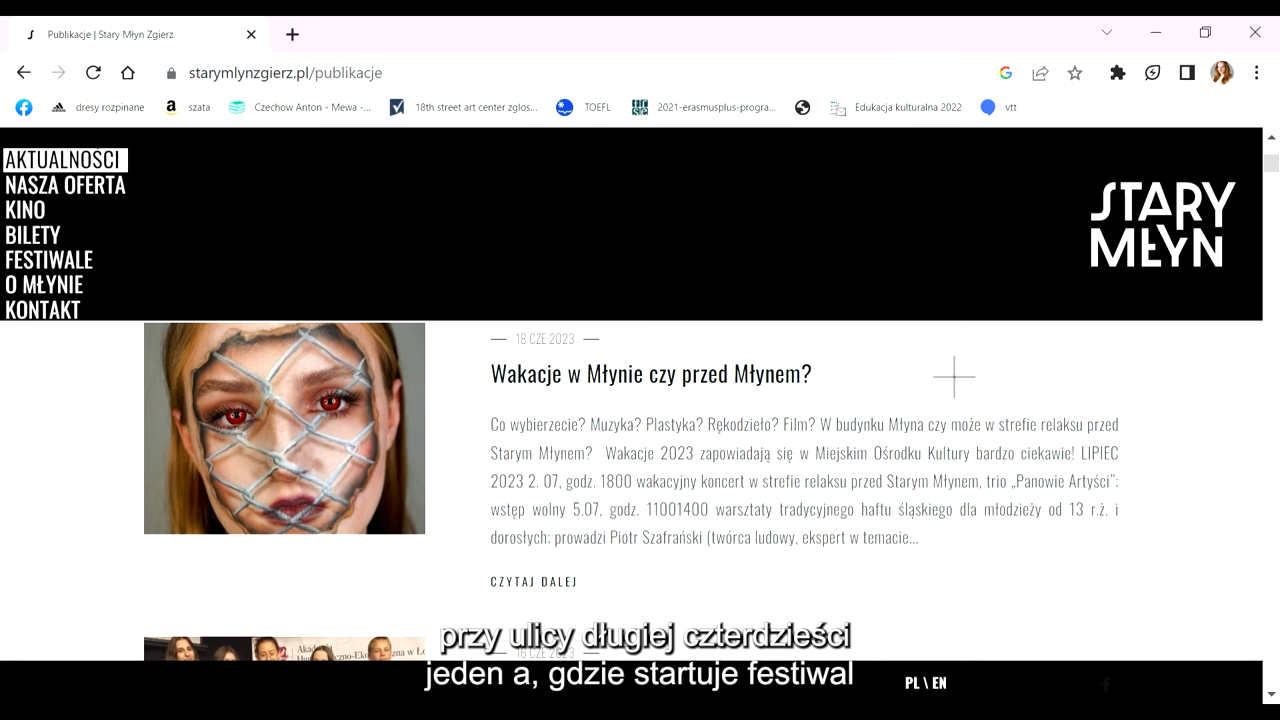 Publikacje | Stary Młyn Zgierz
starymlynzgierz.pl/publikacje
dresy rozpinane
szata
Czechow Anton - Mewa -...
18th street art center zglos...
TOEFL
2021-erasmusplus-progra...
Edukacja kulturalna 2022
vtt
AKTUALNOŚCI
NASZA OFERTA
KINO
BILETY
FESTIWALE
O MŁYNIE
KONTAKT
STARY
MŁYN
18 CZE 2023
Wakacje w Młynie czy przed Młynem?
Co wybierzecie? Muzyka? Plastyka? Rękodzieło? Film? W budynku Młyna czy może w strefie relaksu przed
Starym Młynem? Wakacje 2023 zapowiadają się w Miejskim Ośrodku Kultury bardzo ciekawie! LIPIEC
2023 2. 07, godz. 1800 wakacyjny koncert w strefie relaksu przed Starym Młynem, trio „Panowie Artyści”;
wstęp wolny 5.07, godz. 11001400 warsztaty tradycyjnego haftu śląskiego dla młodzieży od 13 r.ż. i
dorosłych; prowadzi Piotr Szafrański (twórca ludowy, ekspert w temacie...
CZYTAJ DALEJ
przy ulicy długiej czterdzieści
16 CZE 2023
jeden a, gdzie startuje festiwal
PL \ EN